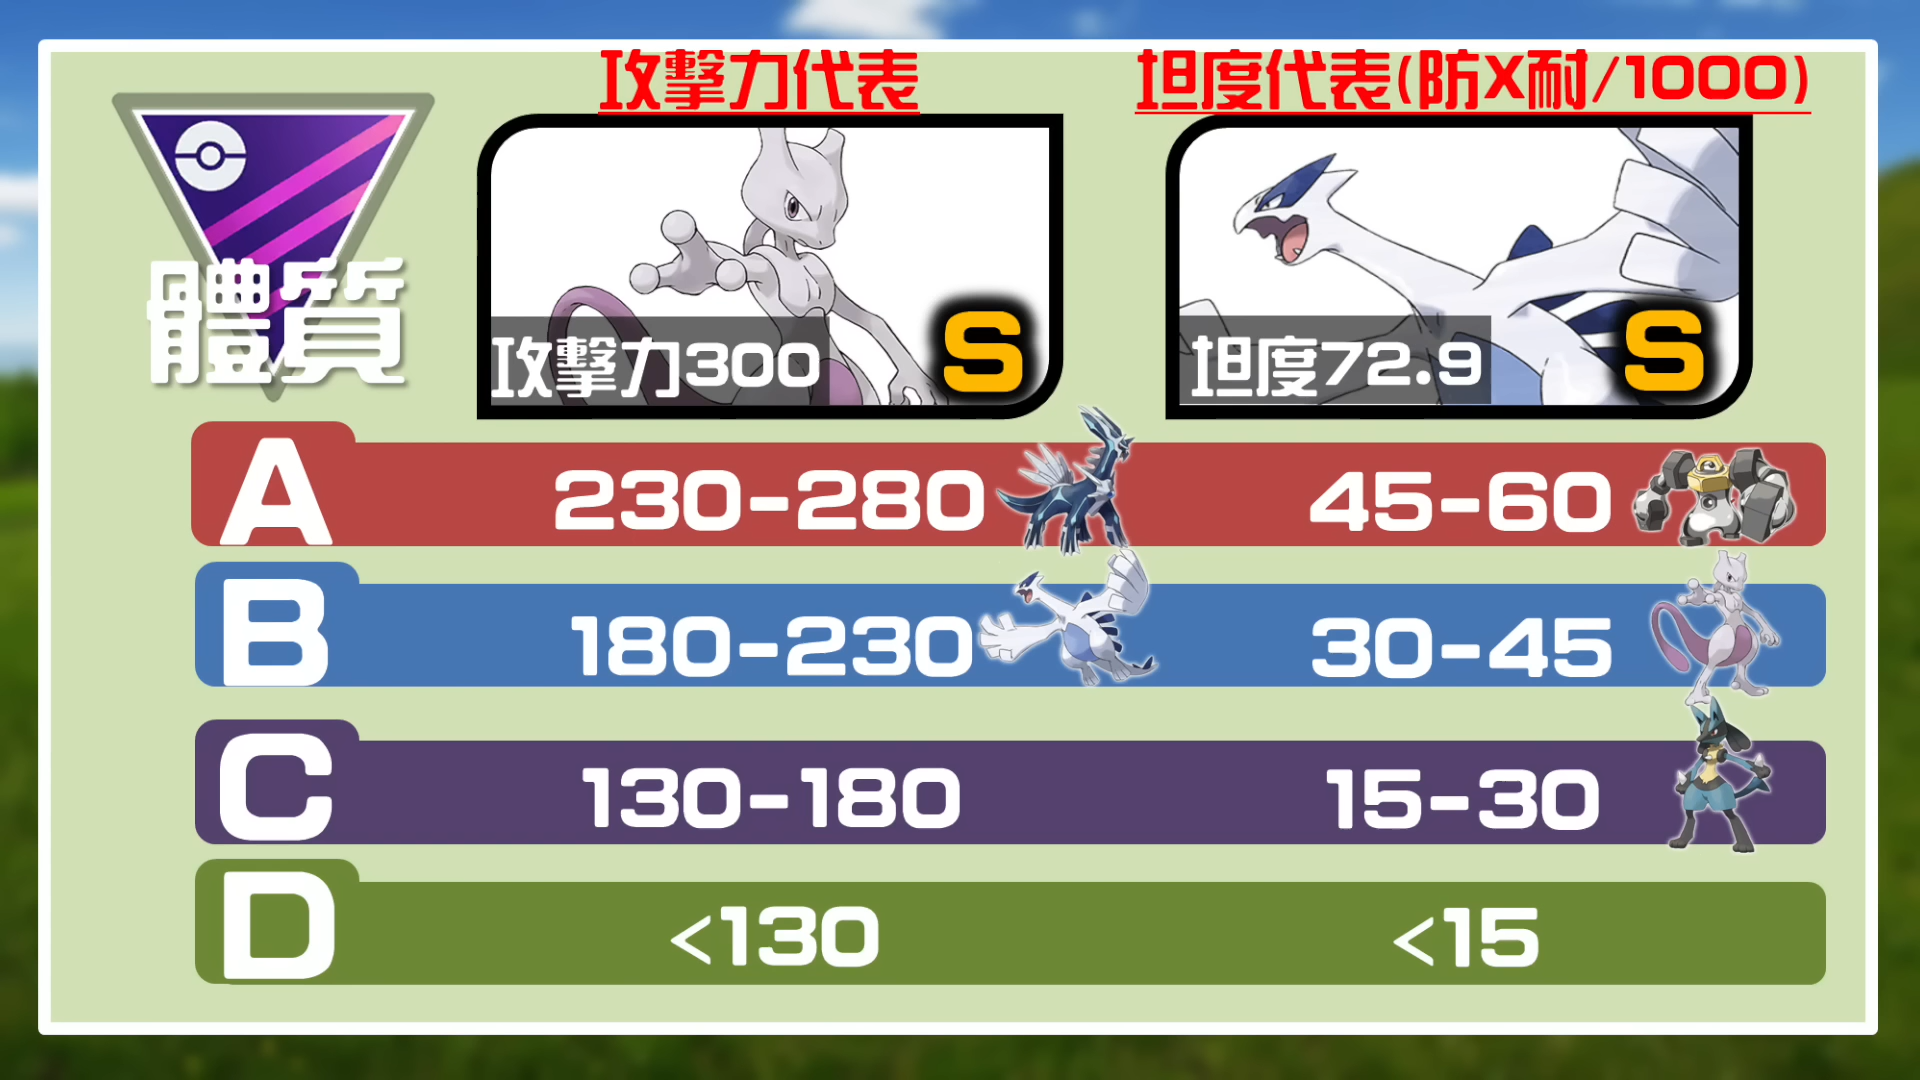 攻擊力代表
坦度代表(防X耐/1000)
體質
攻擊力300
S
坦度72.9
S
A
230-280
45-60
B
180-230
30-45
C
130-180
15-30
D
<130
<15